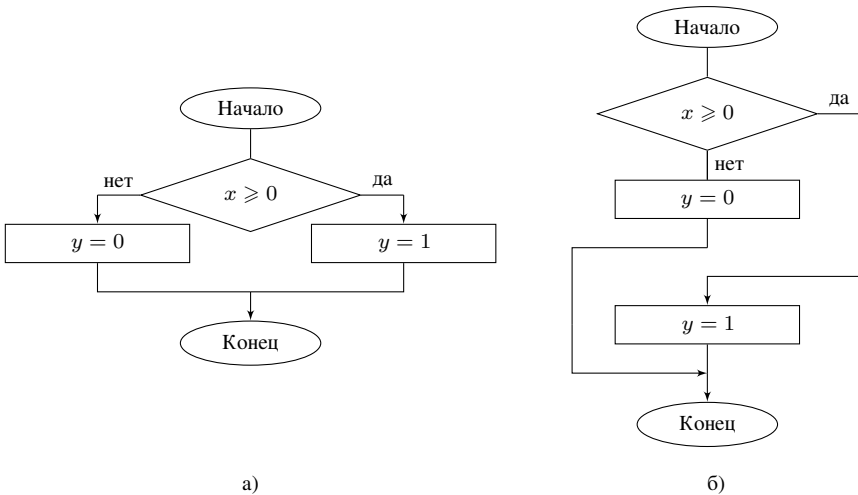 Начало
x ⩾ 0
нет
да
y = 0
y = 1
Конец
а)
Начало
x ⩾ 0
да
нет
y = 0
y = 1
Конец
б)